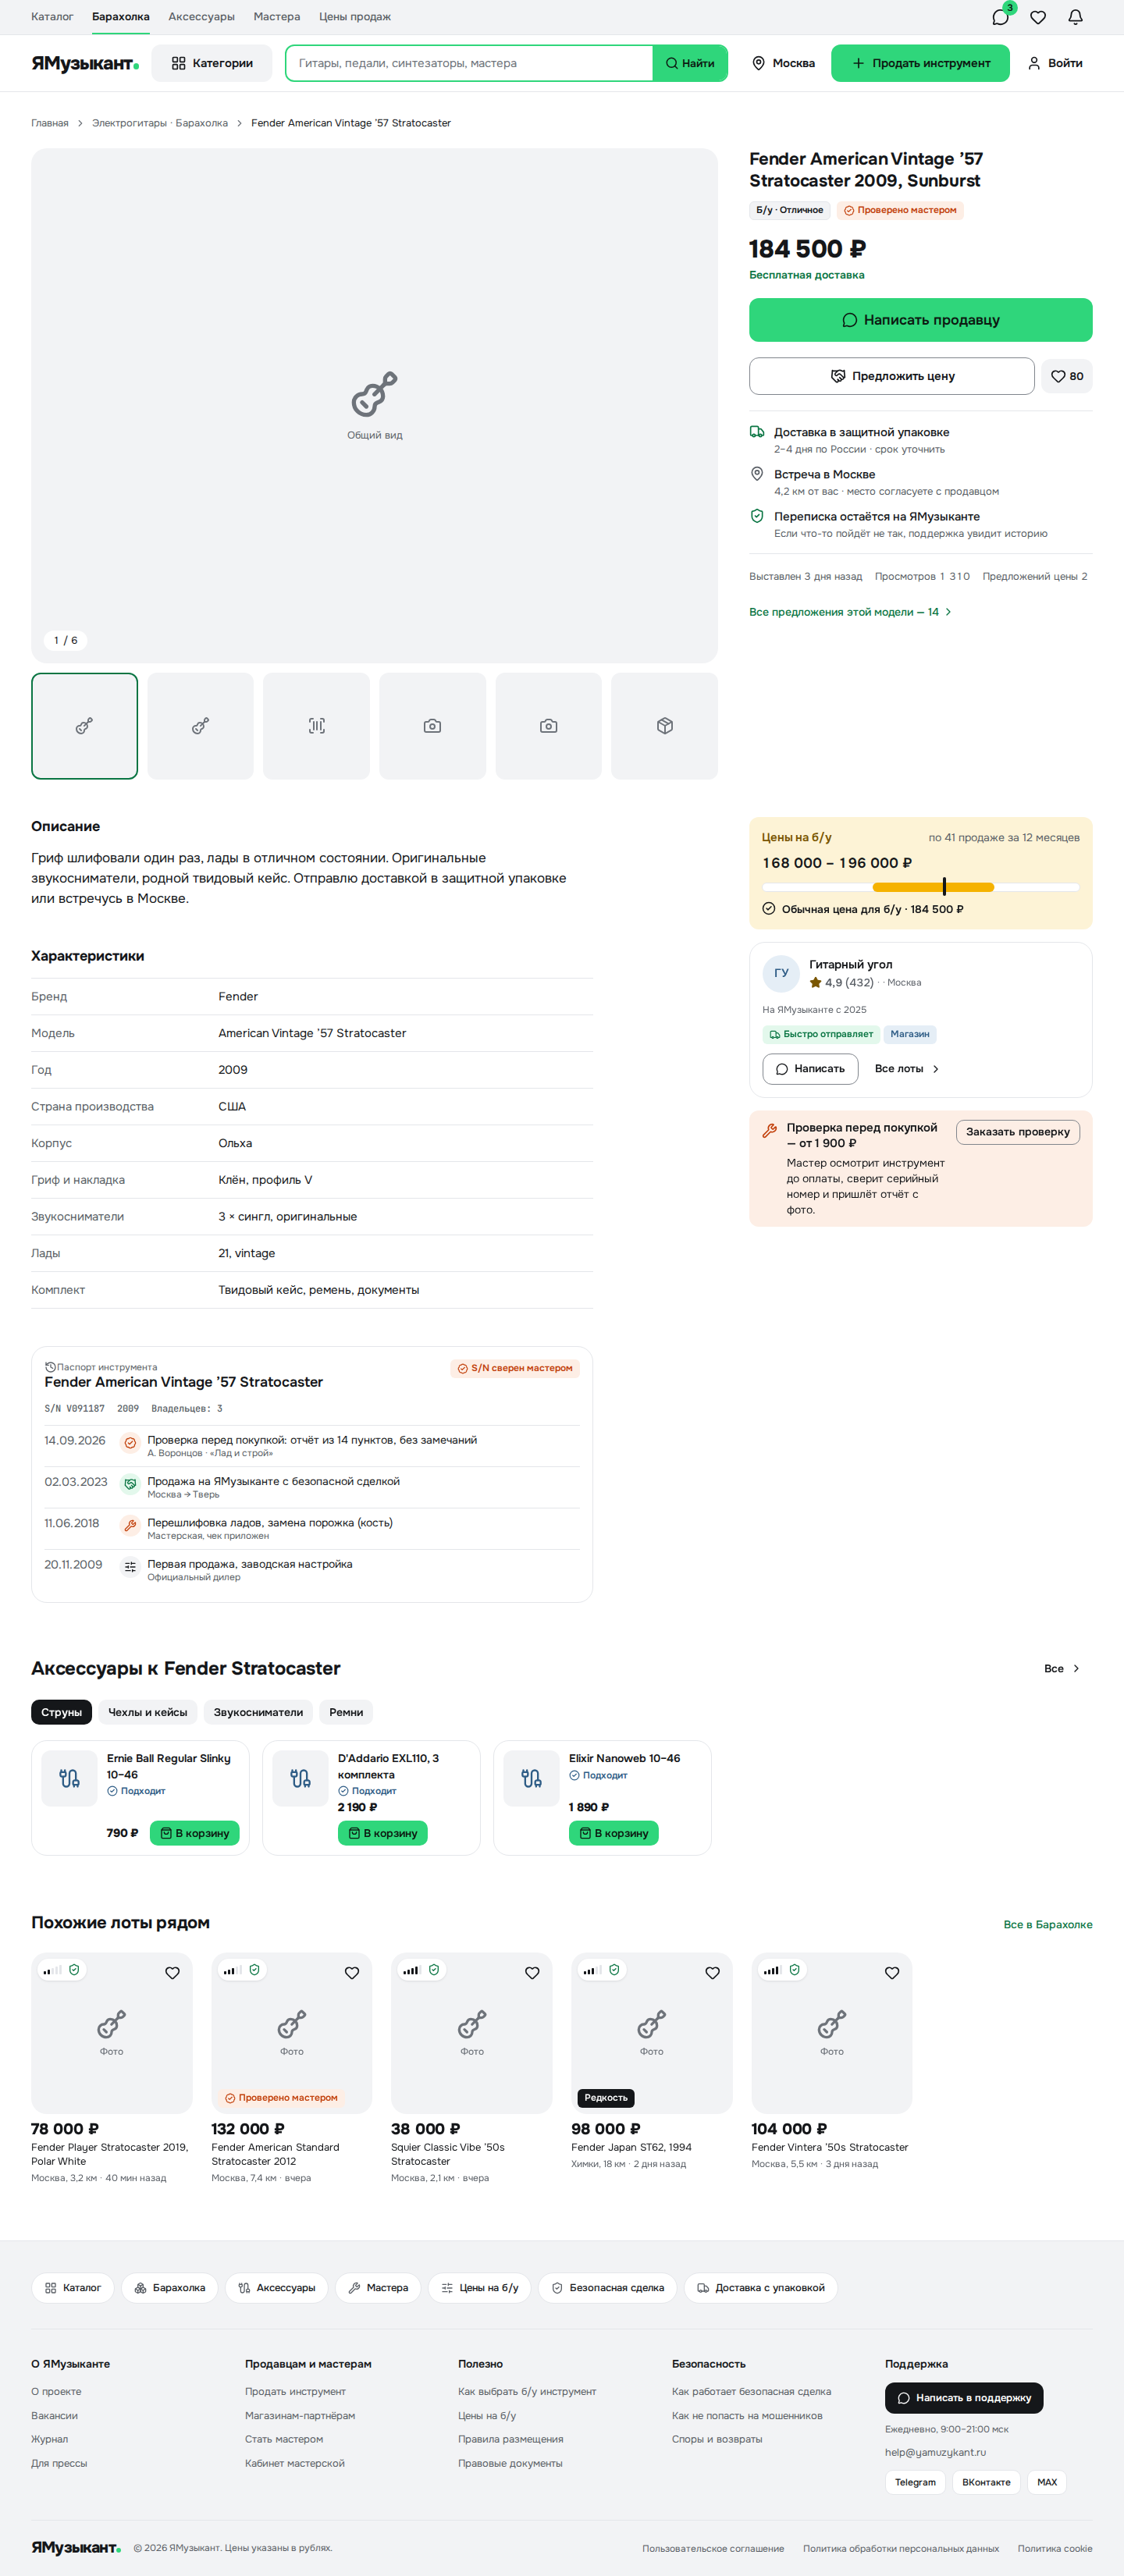 Каталог Барахолка Аксессуары Мастера Цены продаж 3
ЯМузыкант. Категории Гитары, педали, синтезаторы, мастера Найти Москва Продать инструмент Войти
Главная Электрогитары · Барахолка Fender American Vintage ’57 Stratocaster
Общий вид
1 / 6
Fender American Vintage ’57
Stratocaster 2009, Sunburst
Б/у · Отличное Проверено мастером
184 500 ₽
Бесплатная доставка
Написать продавцу
Предложить цену 80
Доставка в защитной упаковке
2–4 дня по России · срок уточнить
Встреча в Москве
4,2 км от вас · место согласуете с продавцом
Переписка остаётся на ЯМузыканте
Если что-то пойдёт не так, поддержка увидит историю
Выставлен 3 дня назад Просмотров 1 310 Предложений цены 2
Все предложения этой модели — 14
Описание
Гриф шлифовали один раз, лады в отличном состоянии. Оригинальные
звукосниматели, родной твидовый кейс. Отправлю доставкой в защитной упаковке
или встречусь в Москве.
Характеристики
Бренд Fender
Модель American Vintage ’57 Stratocaster
Год 2009
Страна производства США
Корпус Ольха
Гриф и накладка Клён, профиль V
Звукосниматели 3 × сингл, оригинальные
Лады 21, vintage
Комплект Твидовый кейс, ремень, документы
Цены на б/у по 41 продаже за 12 месяцев
168 000 – 196 000 ₽
Обычная цена для б/у · 184 500 ₽
ГУ Гитарный угол
4,9 (432) · · Москва
На ЯМузыканте с 2025
Быстро отправляет Магазин
Написать Все лоты
Проверка перед покупкой
— от 1 900 ₽
Заказать проверку
Мастер осмотрит инструмент
до оплаты, сверит серийный
номер и пришлёт отчёт с
фото.
Паспорт инструмента
Fender American Vintage ’57 Stratocaster
S/N сверен мастером
S/N V091187 2009 Владельцев: 3
14.09.2026 Проверка перед покупкой: отчёт из 14 пунктов, без замечаний
А. Воронцов · «Лад и строй»
02.03.2023 Продажа на ЯМузыканте с безопасной сделкой
Москва → Тверь
11.06.2018 Перешлифовка ладов, замена порожка (кость)
Мастерская, чек приложен
20.11.2009 Первая продажа, заводская настройка
Официальный дилер
Аксессуары к Fender Stratocaster Все
Струны Чехлы и кейсы Звукосниматели Ремни
Ernie Ball Regular Slinky
10–46
Подходит
790 ₽ В корзину
D'Addario EXL110, 3
комплекта
Подходит
2 190 ₽
В корзину
Elixir Nanoweb 10–46
Подходит
1 890 ₽
В корзину
Похожие лоты рядом Все в Барахолке
Фото
78 000 ₽
Fender Player Stratocaster 2019,
Polar White
Москва, 3,2 км · 40 мин назад
Фото
Проверено мастером
132 000 ₽
Fender American Standard
Stratocaster 2012
Москва, 7,4 км · вчера
Фото
38 000 ₽
Squier Classic Vibe ’50s
Stratocaster
Москва, 2,1 км · вчера
Фото
Редкость
98 000 ₽
Fender Japan ST62, 1994
Химки, 18 км · 2 дня назад
Фото
104 000 ₽
Fender Vintera ’50s Stratocaster
Москва, 5,5 км · 3 дня назад
Каталог Барахолка Аксессуары Мастера Цены на б/у Безопасная сделка Доставка с упаковкой
О ЯМузыканте
О проекте
Вакансии
Журнал
Для прессы
Продавцам и мастерам
Продать инструмент
Магазинам-партнёрам
Стать мастером
Кабинет мастерской
Полезно
Как выбрать б/у инструмент
Цены на б/у
Правила размещения
Правовые документы
Безопасность
Как работает безопасная сделка
Как не попасть на мошенников
Споры и возвраты
Поддержка
Написать в поддержку
Ежедневно, 9:00–21:00 мск
help@yamuzykant.ru
Telegram ВКонтакте MAX
ЯМузыкант. © 2026 ЯМузыкант. Цены указаны в рублях. Пользовательское соглашение Политика обработки персональных данных Политика cookie